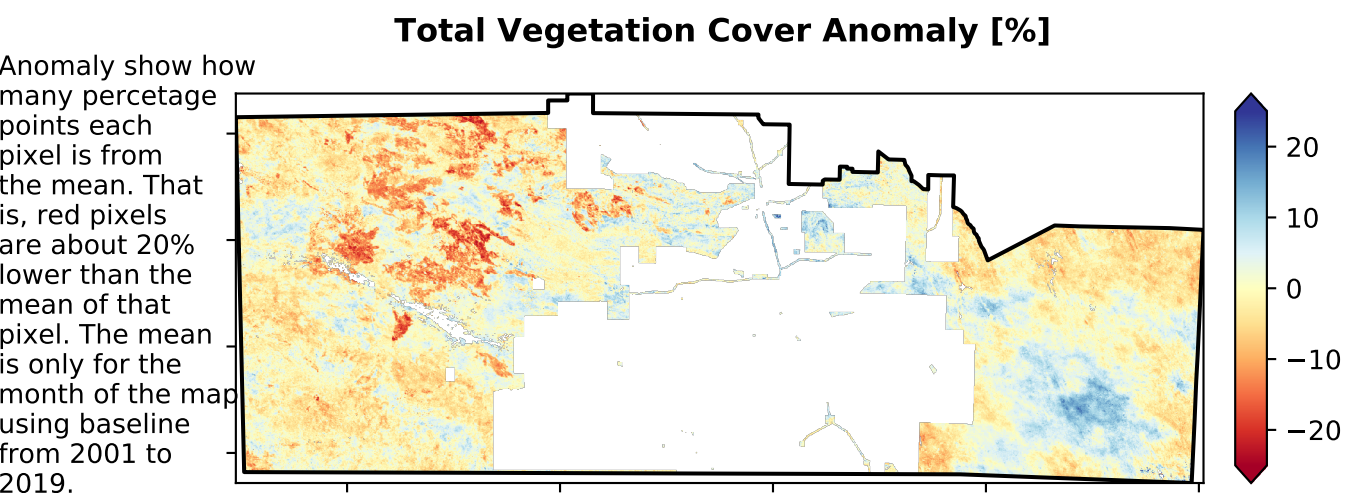 Total Vegetation Cover Anomaly [%]
Anomaly show how
many percetage
points each
pixel is from
the mean. That
is, red pixels
are about 20%
lower than the
mean of that
pixel. The mean
is only for the
month of the map
using baseline
from 2001 to
2019.
20
10
0
−10
−20